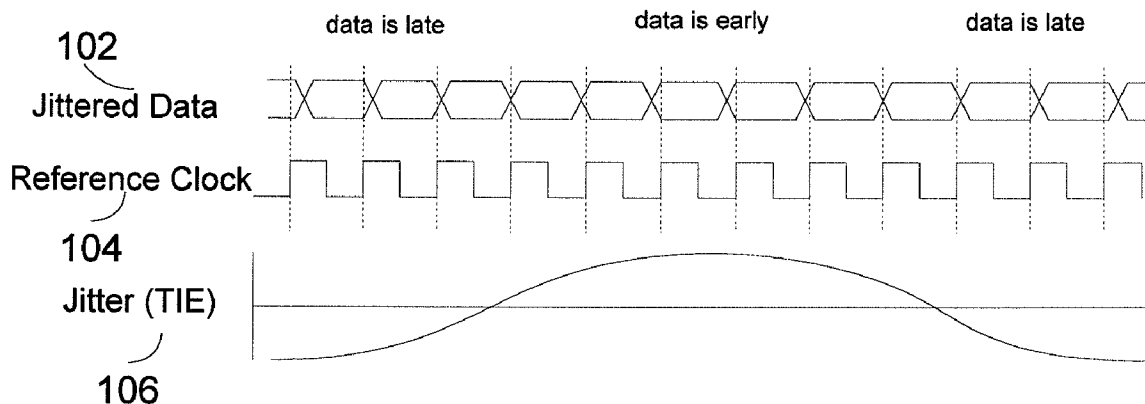 data is late
data is early
data is late
102
Jittered Data
Reference Clock
104
Jitter (TIE)
106